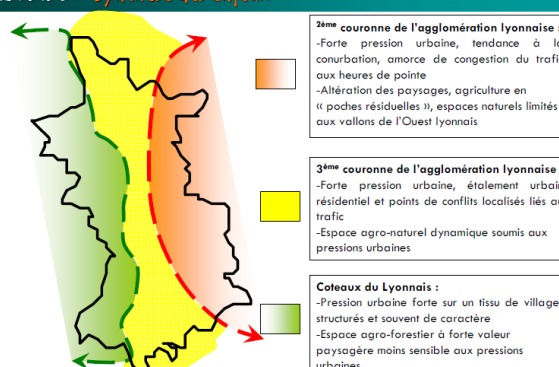 2ème couronne de l'agglomération lyonnaise :
-Forte pression urbaine, tendance à la
conurbation, amorce de congestion du trafic
aux heures de pointe
-Altération des paysages, agriculture en
« poches résiduelles », espaces naturels limités
aux vallons de l'Ouest lyonnais
3ème couronne de l'agglomération lyonnaise
-Forte pression urbaine, étalement urbain
résidentiel et points de conflits localisés liés au
trafic
-Espace agro-naturel dynamique soumis aux
pressions urbaines
Coteaux du Lyonnais :
-Pression urbaine forte sur un tissu de village
structurés et souvent de caractère
-Espace agro-forestier à forte valeur
paysagère moins sensible aux pressions
urbaines